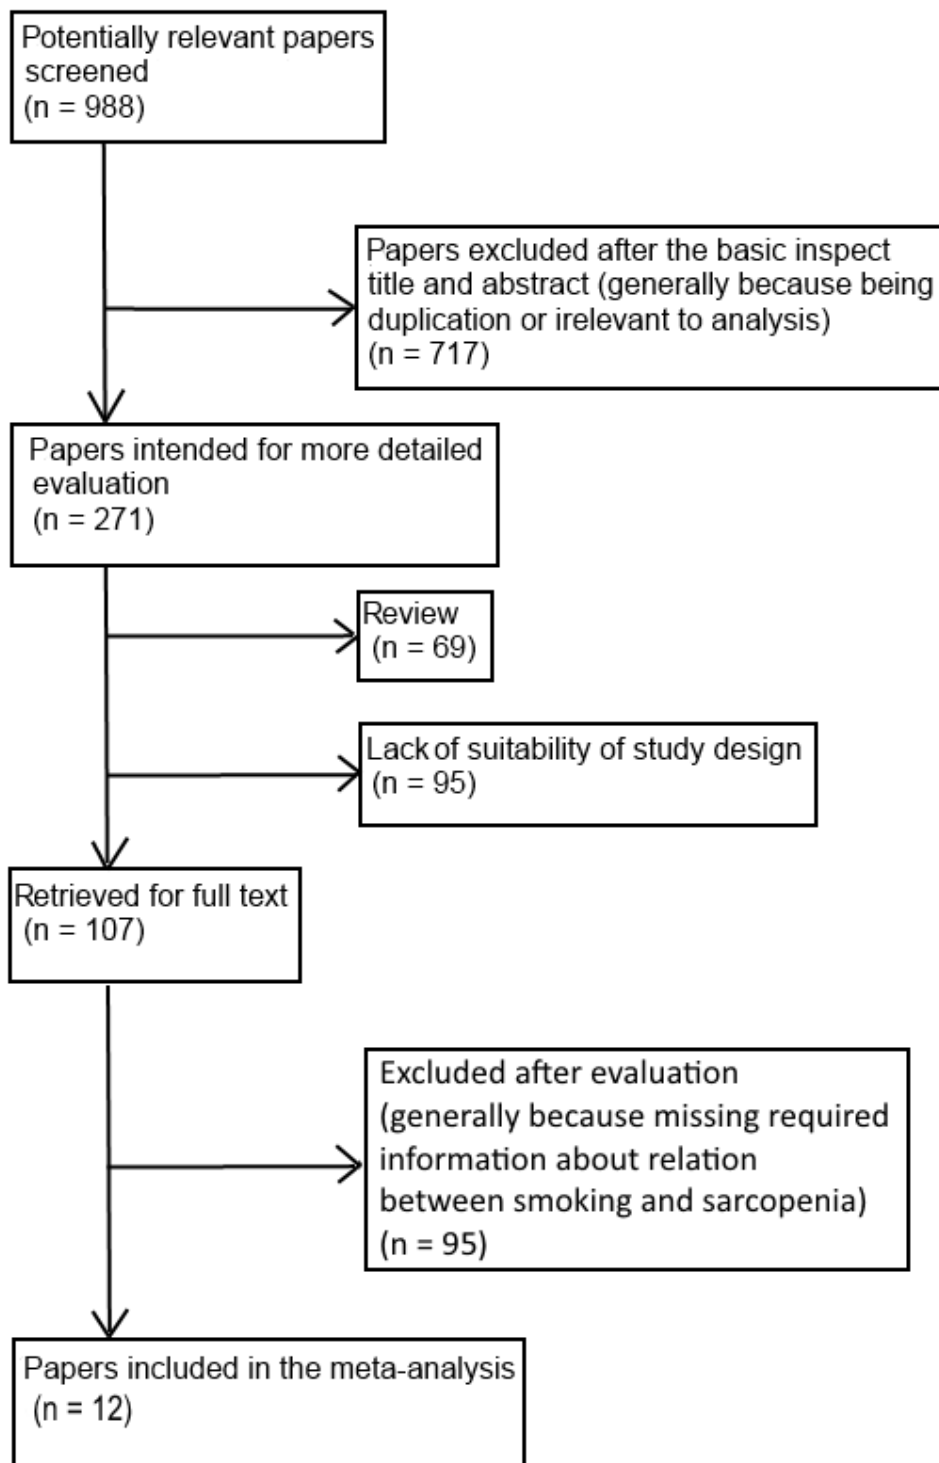 Potentially relevant papers
screened
(n = 988)
Papers excluded after the basic inspect
title and abstract (generally because being
duplication or irelevant to analysis)
(n = 717)
Papers intended for more detailed
evaluation
(n = 271)
Review
(n = 69)
Lack of suitability of study design
(n = 95)
Retrieved for full text
(n = 107)
Excluded after evaluation
(generally because missing required
information about relation
between smoking and sarcopenia)
(n = 95)
Papers included in the meta-analysis
(n = 12)